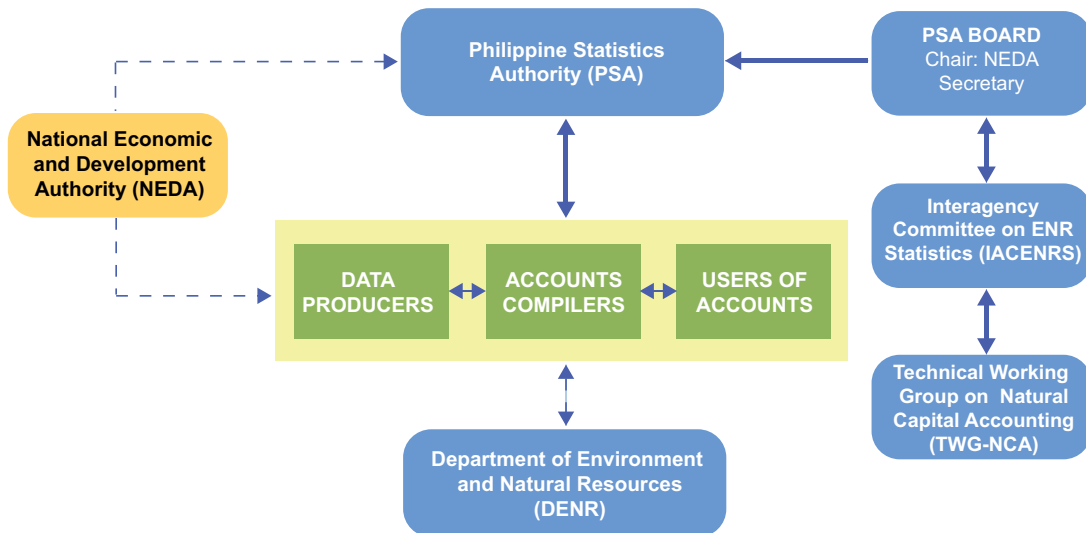 Philippine Statistics
Authority (PSA)
PSA BOARD
Chair: NEDA
Secretary
National Economic
and Development
Authority (NEDA)
Interagency
Committee on ENR
Statistics (IACENRS)
DATA
PRODUCERS
ACCOUNTS
COMPILERS
USERS OF
ACCOUNTS
Technical Working
Group on Natural
Capital Accounting
(TWG-NCA)
Department of Environment
and Natural Resources
(DENR)